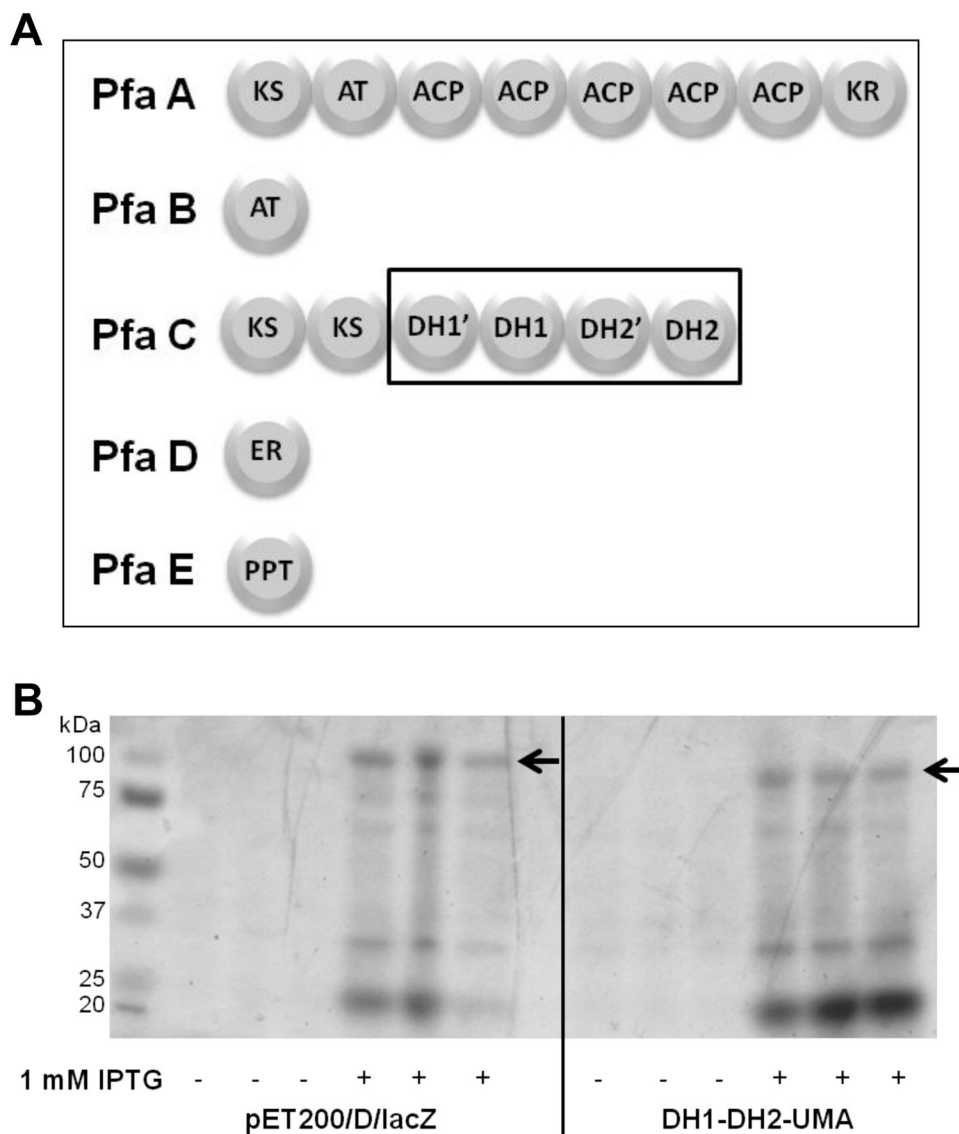 A
Pfa A KS AT ACP ACP ACP ACP ACP KR
Pfa B AT
Pfa C KS KS DH1’ DH1 DH2’ DH2
Pfa D ER
Pfa E PPT
B
kDa
100
75
50
37
25
20
1 mM IPTG - - - + + + - - - + + +
pET200/D/lacZ DH1-DH2-UMA